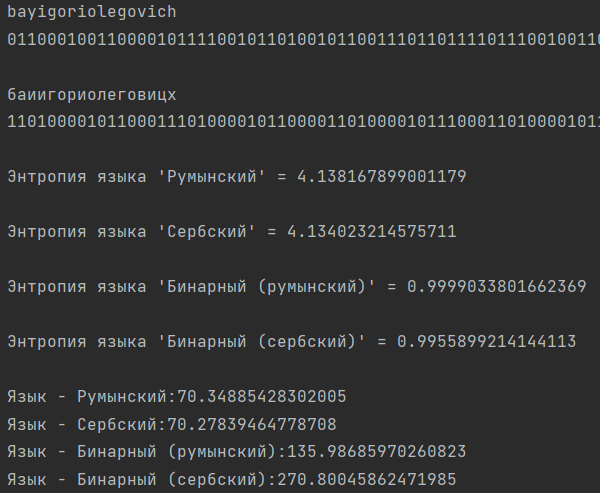 bayigoriolegovich
011000100110000101111001011010010110011101101111011100100110
баиигориолеговицх
110100001011000111010000101100001101000010111000110100001011
Энтропия языка 'Румынский' = 4.138167899001179
Энтропия языка 'Сербский' = 4.134023214575711
Энтропия языка 'Бинарный (румынский)' = 0.9999033801662369
Энтропия языка 'Бинарный (сербский)' = 0.9955899214144113
Язык - Румынский:70.34885428302005
Язык - Сербский:70.27839464778708
Язык - Бинарный (румынский):135.98685970260823
Язык - Бинарный (сербский):270.80045862471985